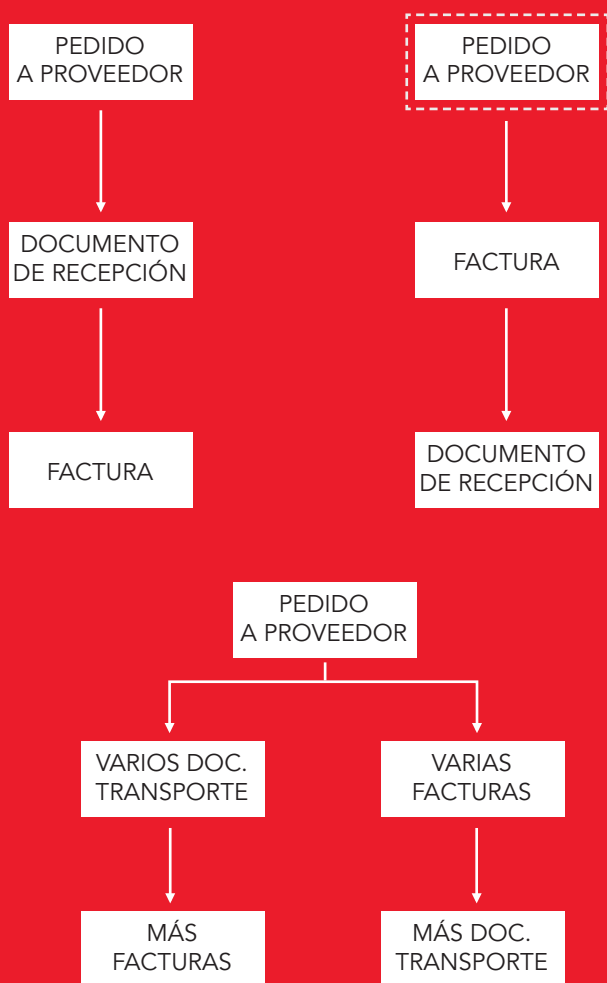 PEDIDO
A PROVEEDOR
DOCUMENTO
DE RECEPCIÓN
FACTURA
PEDIDO
A PROVEEDOR
FACTURA
DOCUMENTO
DE RECEPCIÓN
PEDIDO
A PROVEEDOR
VARIOS DOC.
TRANSPORTE
MÁS
FACTURAS
VARIAS
FACTURAS
MÁS DOC.
TRANSPORTE